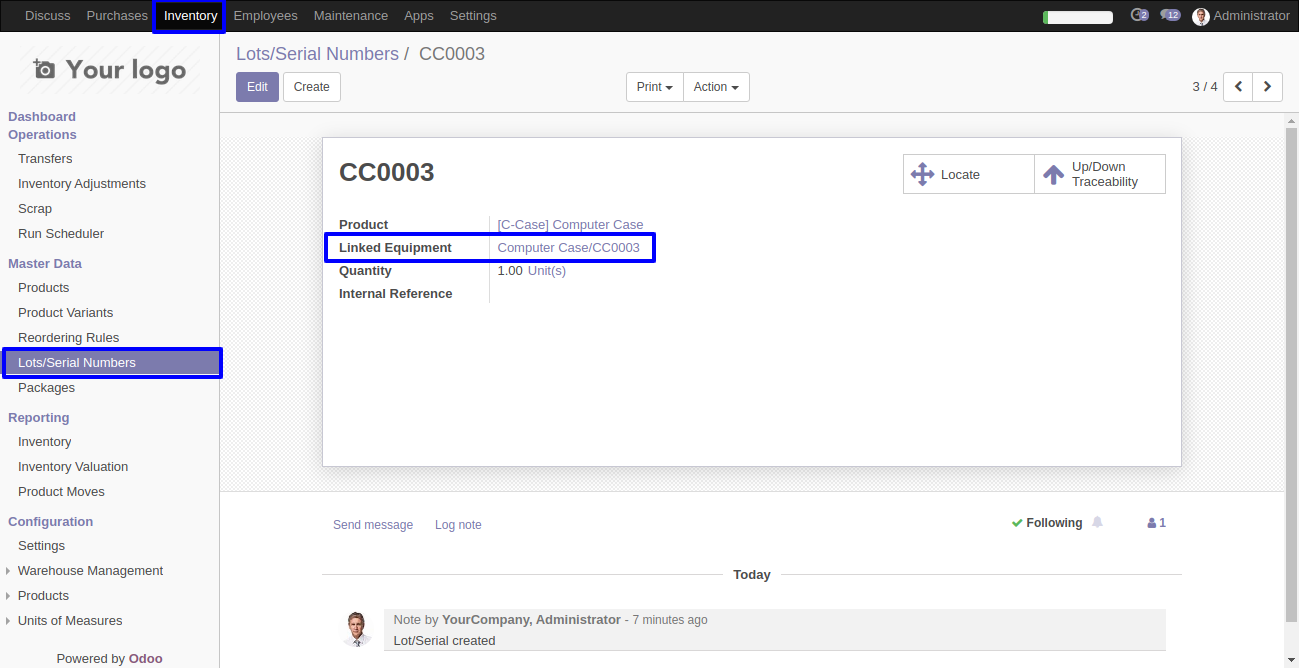 Discuss Purchases Inventory Employees Maintenance Apps Settings 2 12 Administrator
Your logo
Lots/Serial Numbers / CC0003
Edit Create Print Action 3 / 4
Dashboard
Operations
Transfers
Inventory Adjustments
Scrap
Run Scheduler
Master Data
Products
Product Variants
Reordering Rules
Lots/Serial Numbers
Packages
Reporting
Inventory
Inventory Valuation
Product Moves
Configuration
Settings
Warehouse Management
Products
Units of Measures
Powered by Odoo
CC0003
Locate
Up/Down
Traceability
Product [C-Case] Computer Case
Linked Equipment Computer Case/CC0003
Quantity 1.00 Unit(s)
Internal Reference
Send message Log note Following 1
Today
Note by YourCompany, Administrator - 7 minutes ago
Lot/Serial created